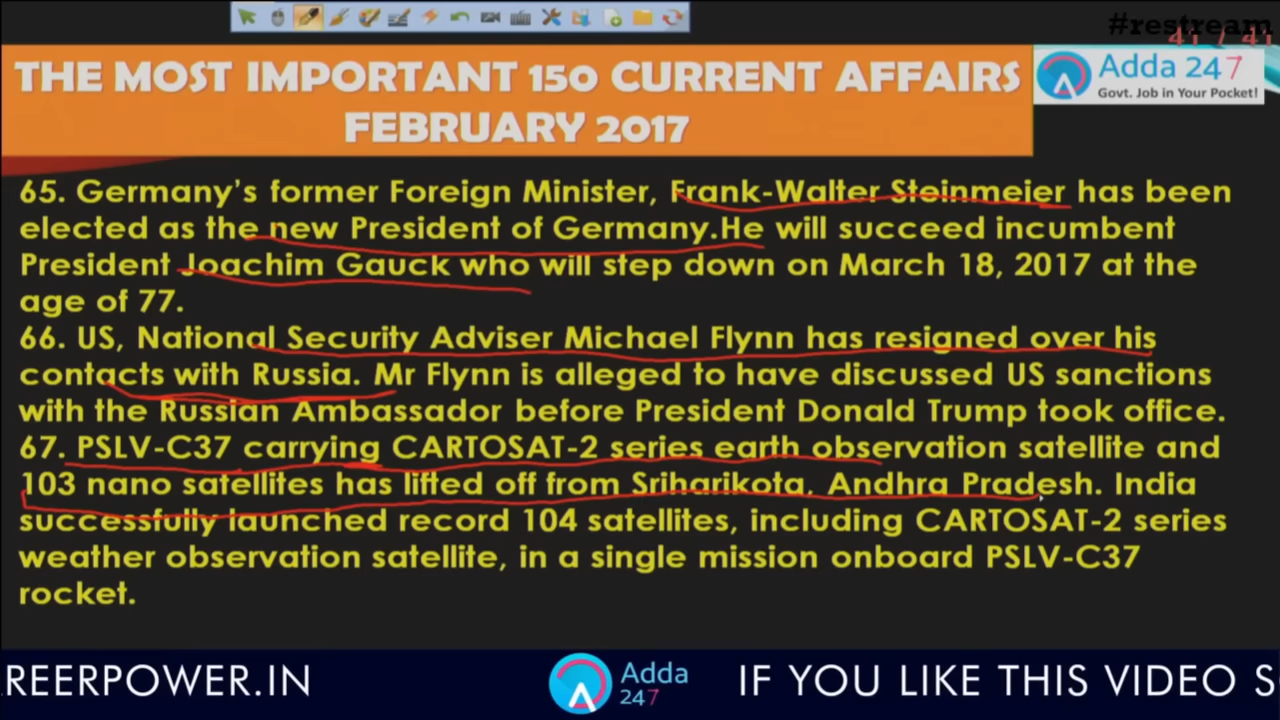 #restream
41 / 41
THE MOST IMPORTANT 150 CURRENT AFFAIRS
FEBRUARY 2017
Adda 247
Govt. Job in Your Pocket!
65. Germany's former Foreign Minister, Frank-Walter Steinmeier has been
elected as the new President of Germany.He will succeed incumbent
President Joachim Gauck who will step down on March 18, 2017 at the
age of 77.
66. US, National Security Adviser Michael Flynn has resigned over his
contacts with Russia. Mr Flynn is alleged to have discussed US sanctions
with the Russian Ambassador before President Donald Trump took office.
67. PSLV-C37 carrying CARTOSAT-2 series earth observation satellite and
103 nano satellites has lifted off from Sriharikota, Andhra Pradesh. India
successfully launched record 104 satellites, including CARTOSAT-2 series
weather observation satellite, in a single mission onboard PSLV-C37
rocket.
REERPOWER.IN
Adda
247
IF YOU LIKE THIS VIDEO S